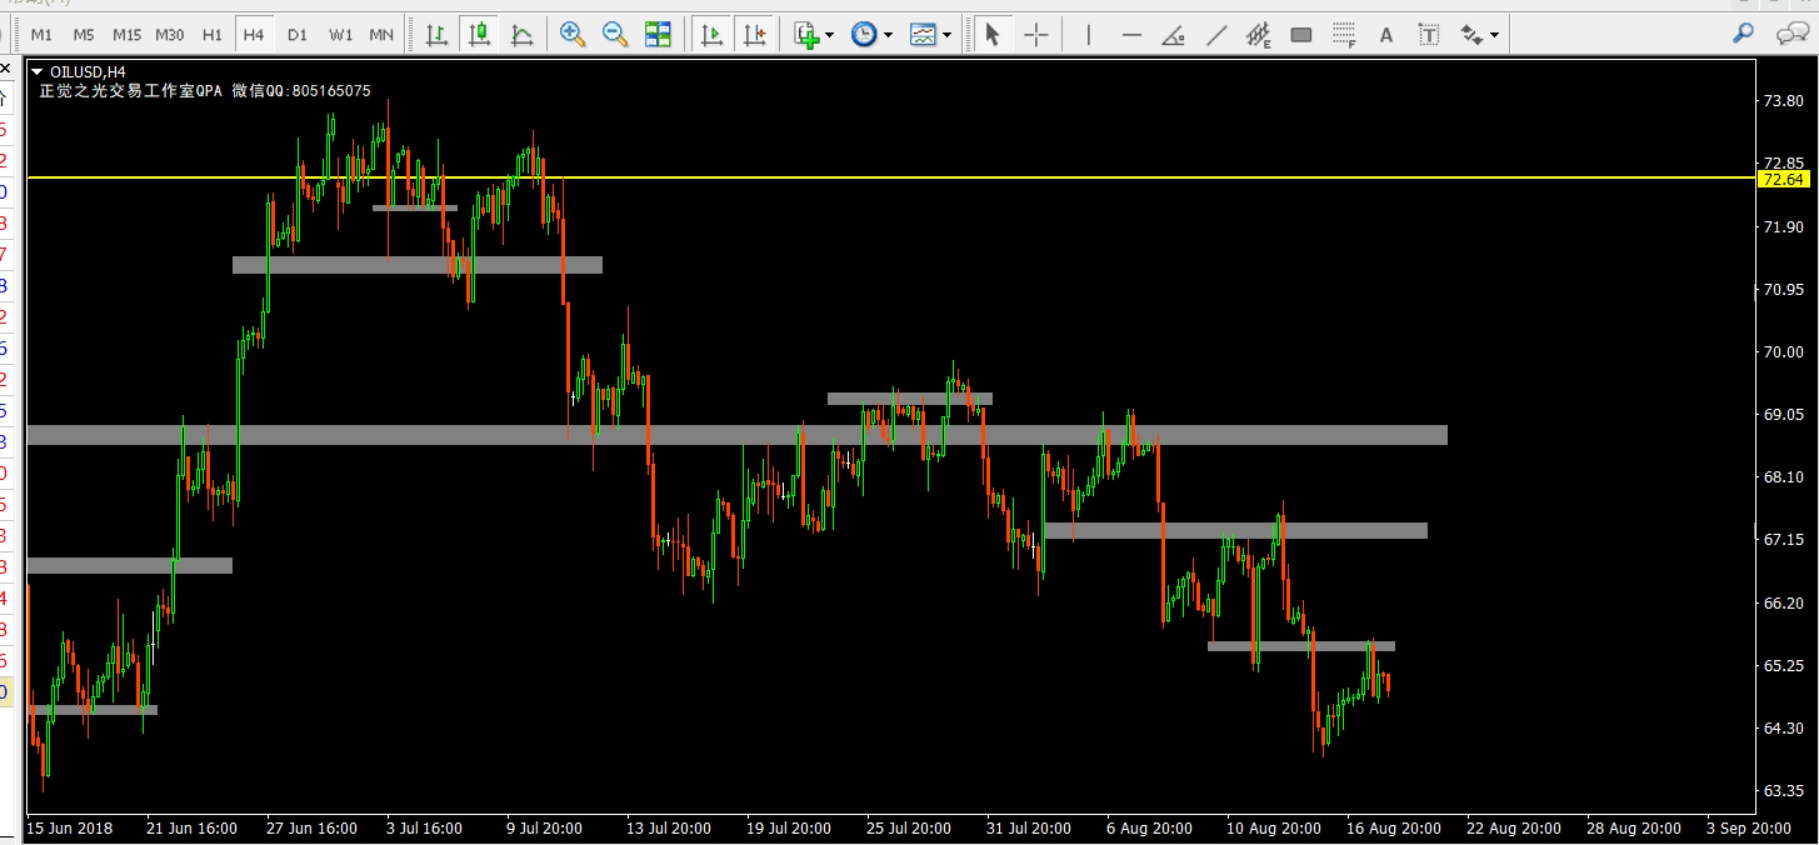 M1 M5 M15 M30 H1 H4 D1 W1 MN
E F A T
OILUSD,H4
正觉之光交易工作室QPA 微信QQ:805165075
73.80
72.85
72.64
71.90
70.95
70.00
69.05
68.10
67.15
66.20
65.25
64.30
63.35
15 Jun 2018 21 Jun 16:00 27 Jun 16:00 3 Jul 16:00 9 Jul 20:00 13 Jul 20:00 19 Jul 20:00 25 Jul 20:00 31 Jul 20:00 6 Aug 20:00 10 Aug 20:00 16 Aug 20:00 22 Aug 20:00 28 Aug 20:00 3 Sep 20:00